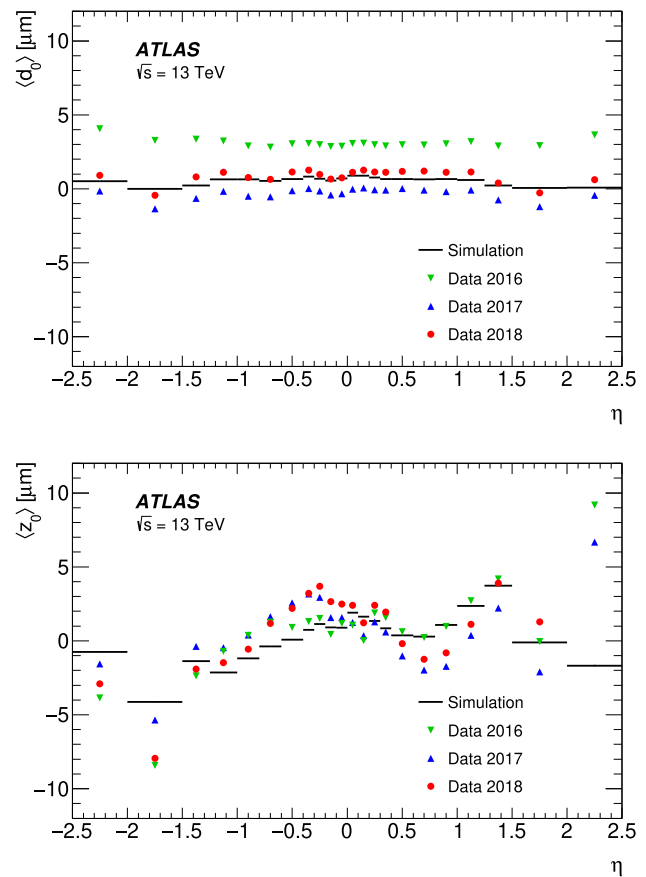 ⟨d₀⟩ [μm]
10
5
0
−5
−10
ATLAS
√s = 13 TeV
Simulation
Data 2016
Data 2017
Data 2018
−2.5 −2 −1.5 −1 −0.5 0 0.5 1 1.5 2 2.5
η
⟨z₀⟩ [μm]
10
5
0
−5
−10
ATLAS
√s = 13 TeV
Simulation
Data 2016
Data 2017
Data 2018
−2.5 −2 −1.5 −1 −0.5 0 0.5 1 1.5 2 2.5
η